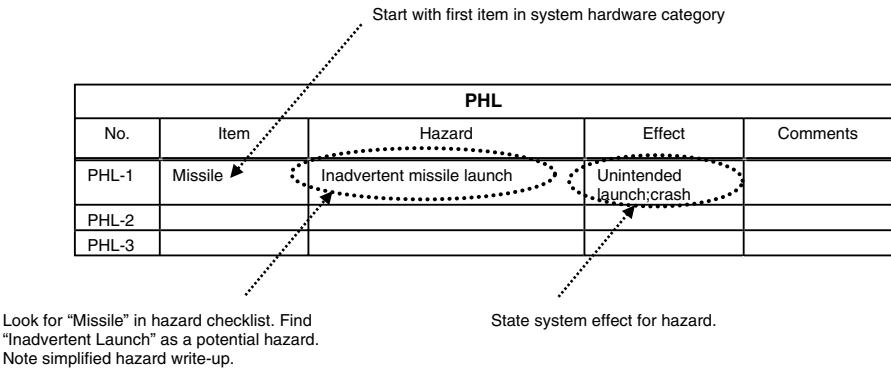 Start with first item in system hardware category
PHL
No. Item Hazard Effect Comments
PHL-1 Missile Inadvertent missile launch Unintended
launch;crash
PHL-2
PHL-3
Look for “Missile” in hazard checklist. Find
“Inadvertent Launch” as a potential hazard.
Note simplified hazard write-up.
State system effect for hazard.